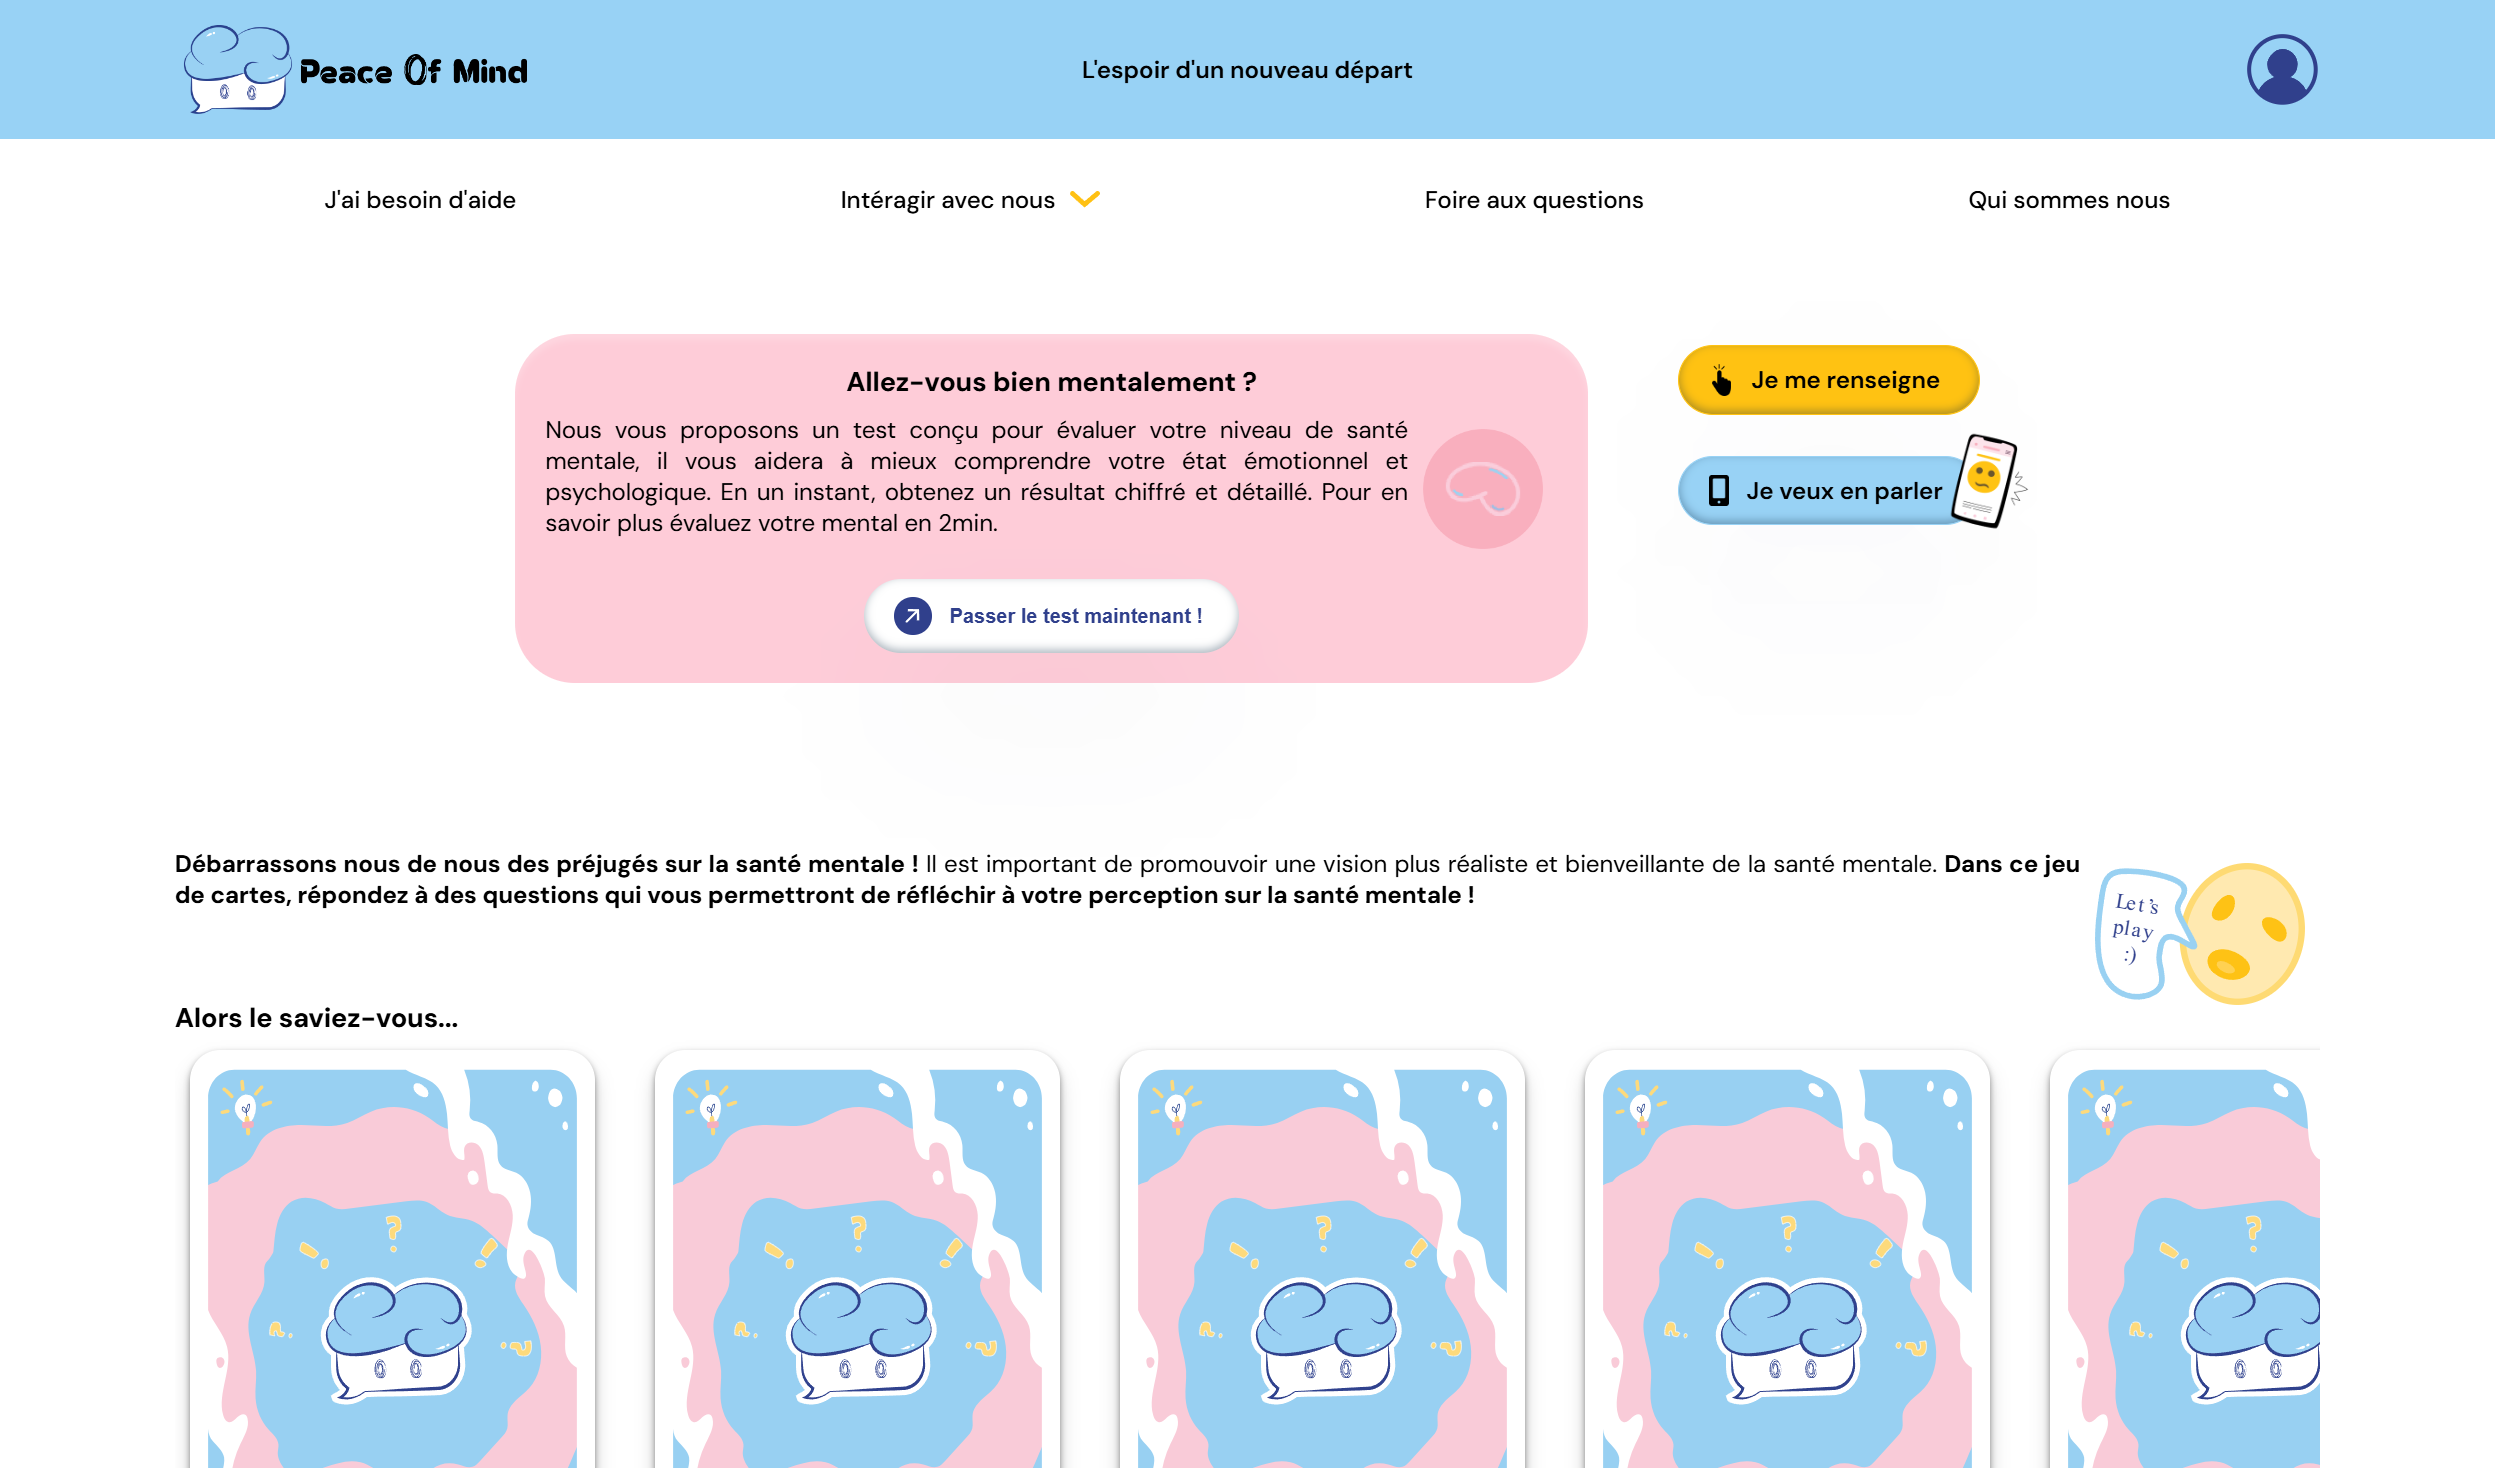 Peace Of Mind
L'espoir d'un nouveau départ
J'ai besoin d'aide
Intéragir avec nous
Foire aux questions
Qui sommes nous
Allez-vous bien mentalement ?
Nous vous proposons un test conçu pour évaluer votre niveau de santé
mentale, il vous aidera à mieux comprendre votre état émotionnel et
psychologique. En un instant, obtenez un résultat chiffré et détaillé. Pour en
savoir plus évaluez votre mental en 2min.
Passer le test maintenant !
Je me renseigne
Je veux en parler
Débarrassons nous de nous des préjugés sur la santé mentale ! Il est important de promouvoir une vision plus réaliste et bienveillante de la santé mentale. Dans ce jeu
de cartes, répondez à des questions qui vous permettront de réfléchir à votre perception sur la santé mentale !
Let's
play
:)
Alors le saviez-vous...